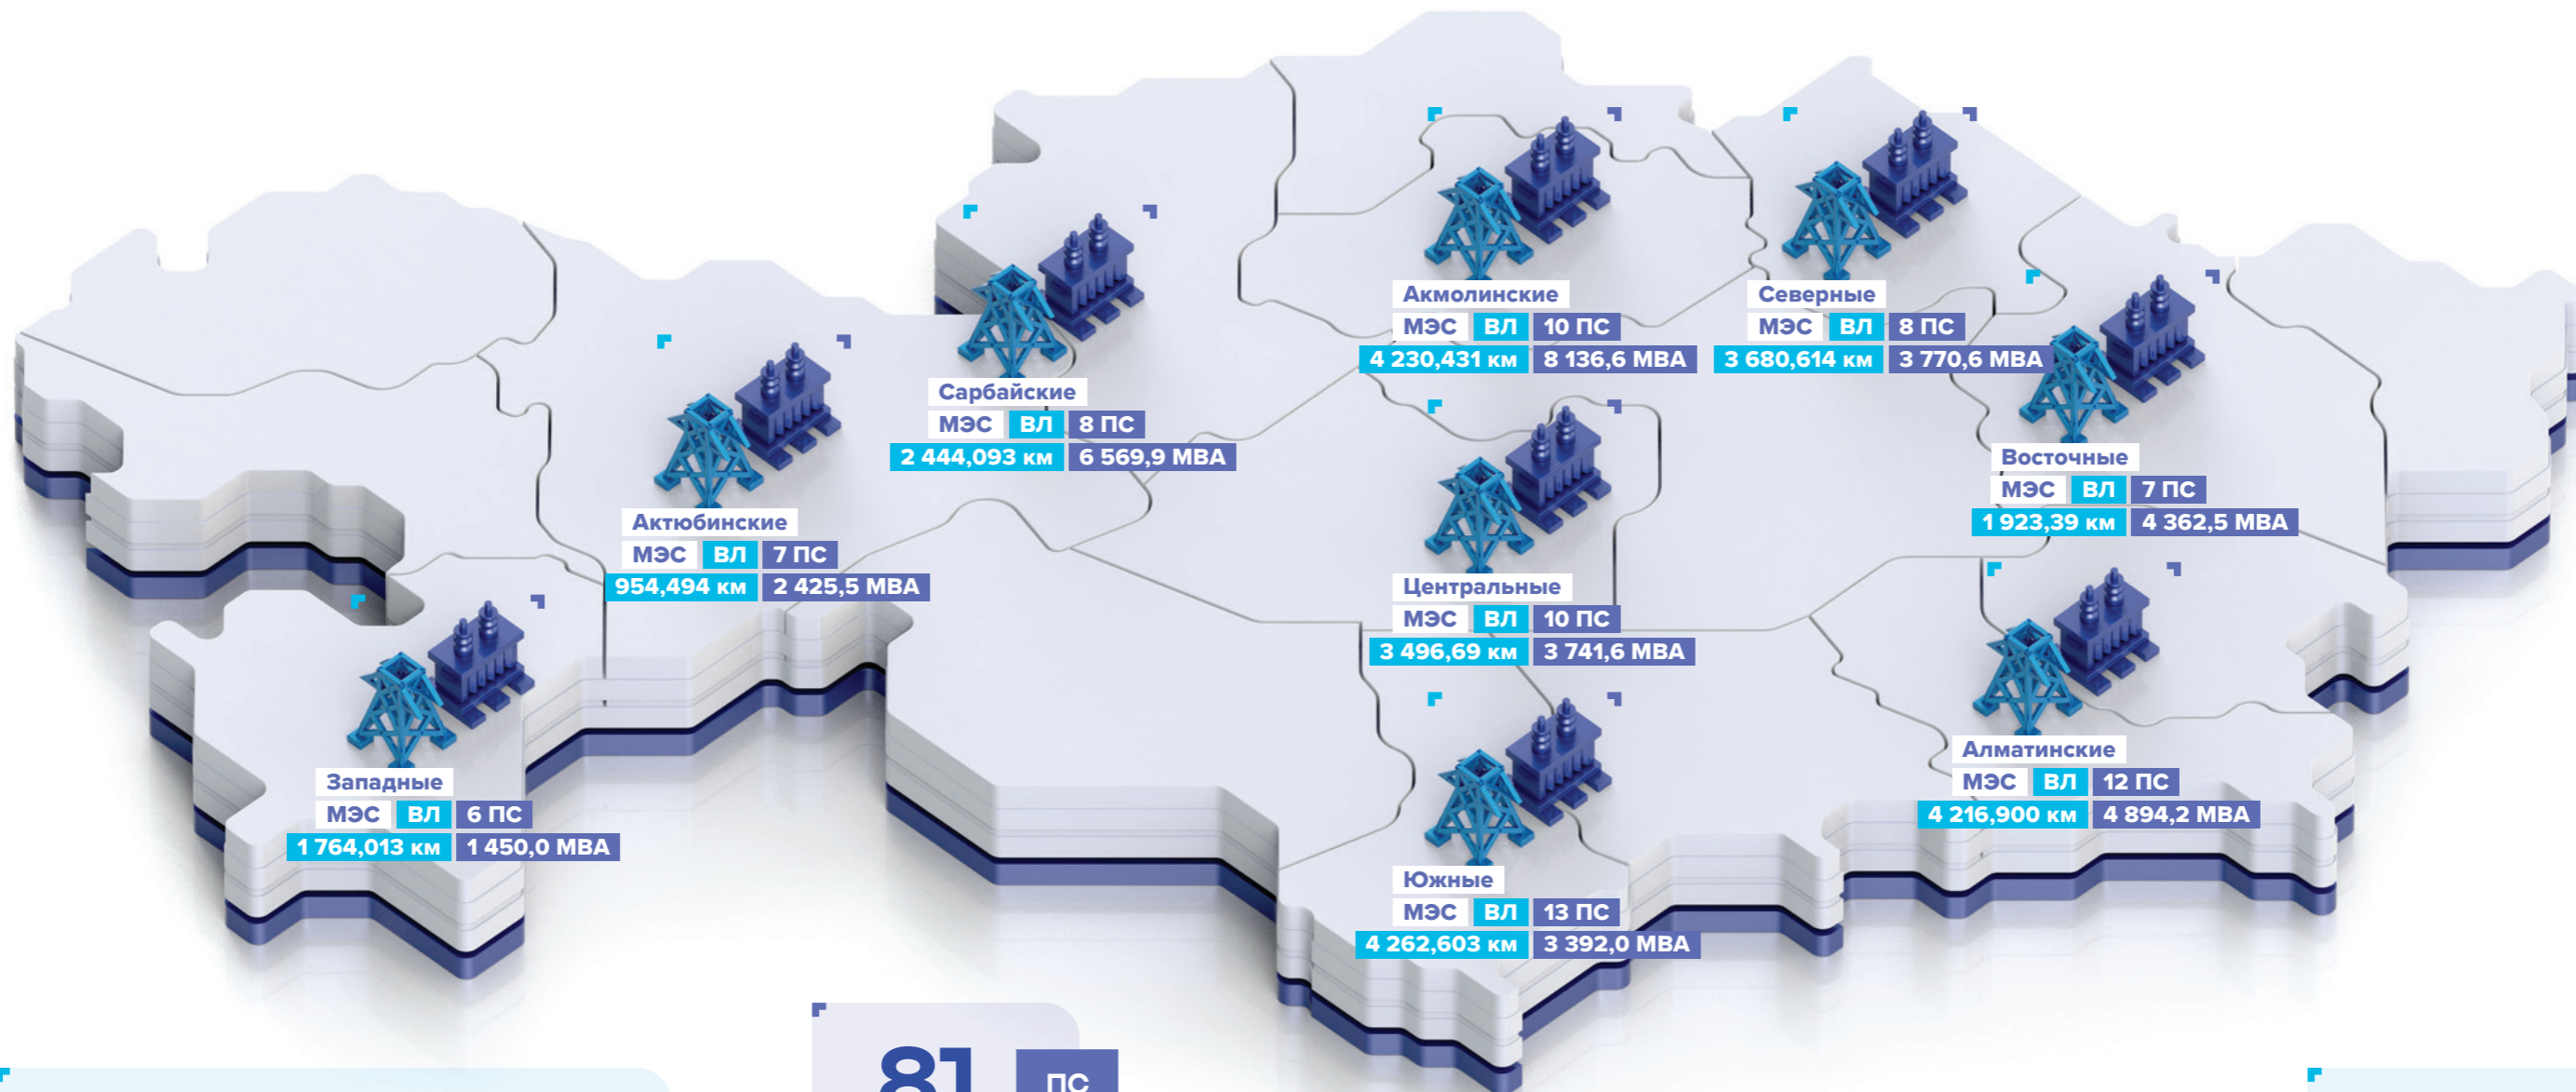 Акмолинские
МЭС ВЛ 10 ПС
4 230,431 км 8 136,6 МВА
Северные
МЭС ВЛ 8 ПС
3 680,614 км 3 770,6 МВА
Сарбайские
МЭС ВЛ 8 ПС
2 444,093 км 6 569,9 МВА
Восточные
МЭС ВЛ 7 ПС
1 923,39 км 4 362,5 МВА
Актюбинские
МЭС ВЛ 7 ПС
954,494 км 2 425,5 МВА
Центральные
МЭС ВЛ 10 ПС
3 496,69 км 3 741,6 МВА
Западные
МЭС ВЛ 6 ПС
1 764,013 км 1 450,0 МВА
Алматинские
МЭС ВЛ 12 ПС
4 216,900 км 4 894,2 МВА
Южные
МЭС ВЛ 13 ПС
4 262,603 км 3 392,0 МВА
81 ПС